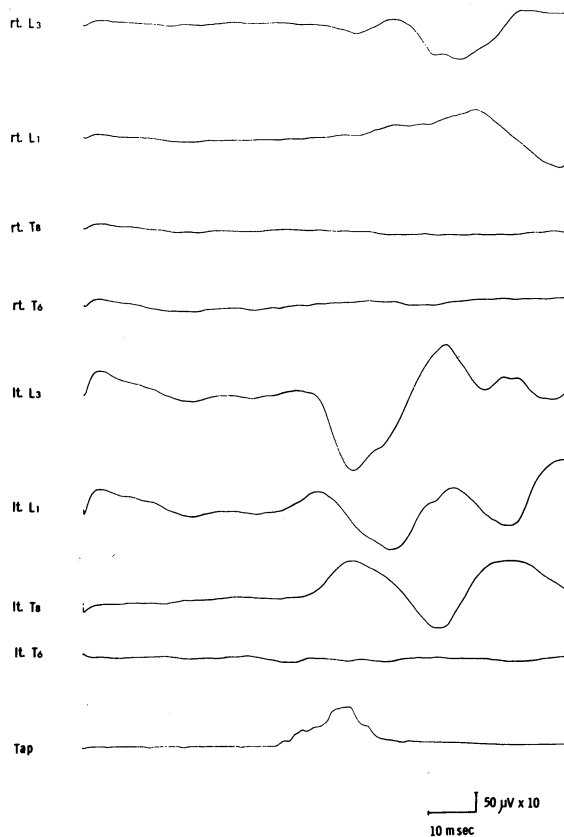 rt. L3
rt. L1
rt. T8
rt. T6
lt. L3
lt. L1
lt. T8
lt. T6
Tap
50 µV x 10
10 msec